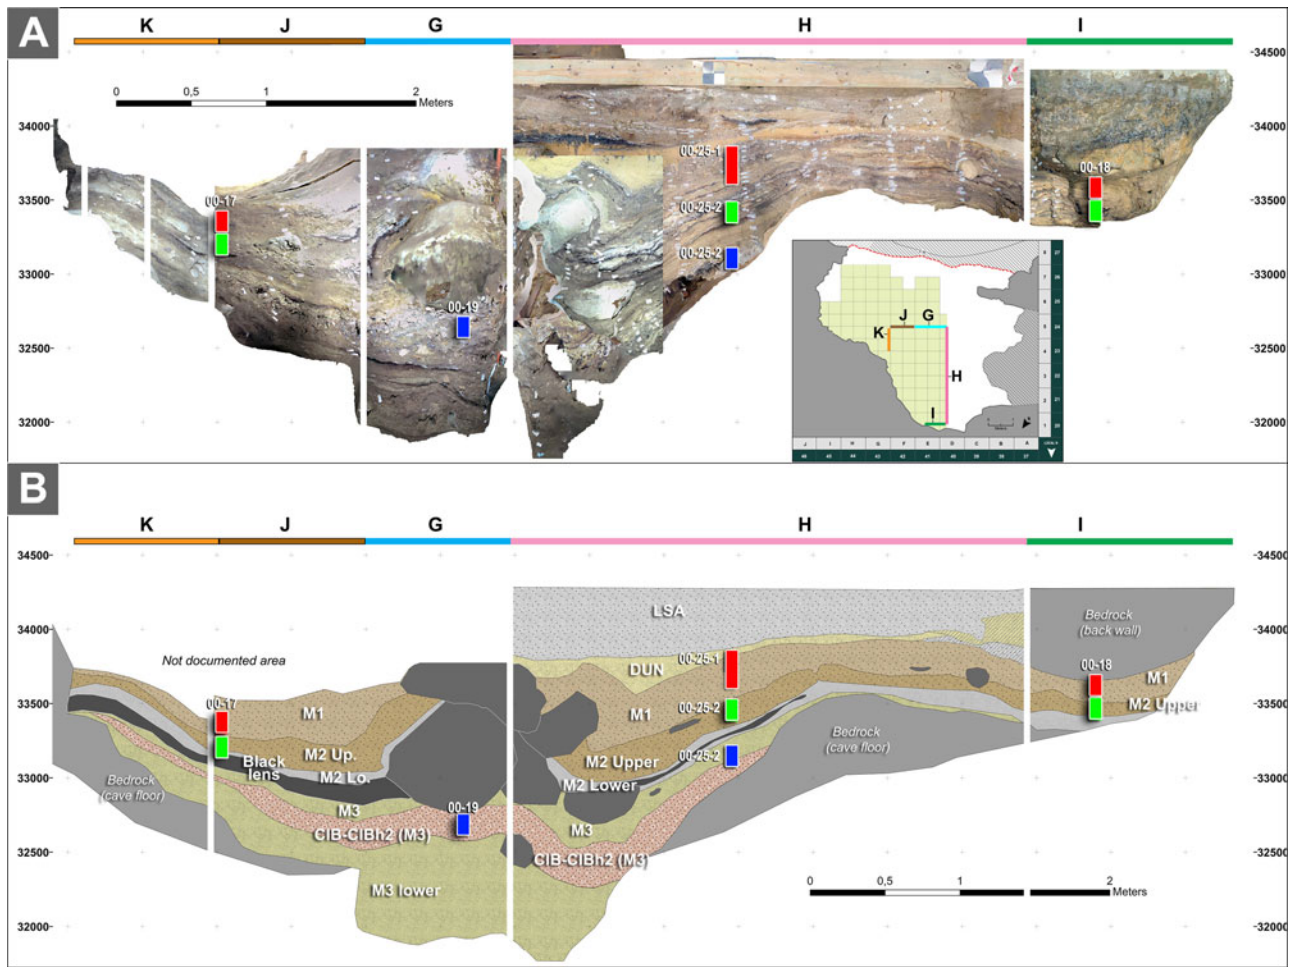 A
K J G H I
34500 34500
0 0,5 1 2
Meters
34000 34000
00-25-1
00-18
33500 33500
00-17
00-25-2
00-25-2
33000 33000
00-19
J G
K
H
I
32500 32500
32000 32000
B
K J G H I
34500 34500
LSA
Bedrock
(back wall)
34000 34000
Not documented area
DUN
00-25-1
00-18
M1
33500 33500
00-17
M1
00-25-2
M1
M2 Upper
M2 Up.
M2 Upper
00-25-2
Bedrock
(cave floor)
Black
lens
M2 Lo.
M2 Lower
33000 33000
Bedrock
(cave floor)
M3
00-19
M3
CIB-CIBh2 (M3)
CIB-CIBh2 (M3)
32500 32500
M3 lower
0 0,5 1 2
Meters
32000 32000